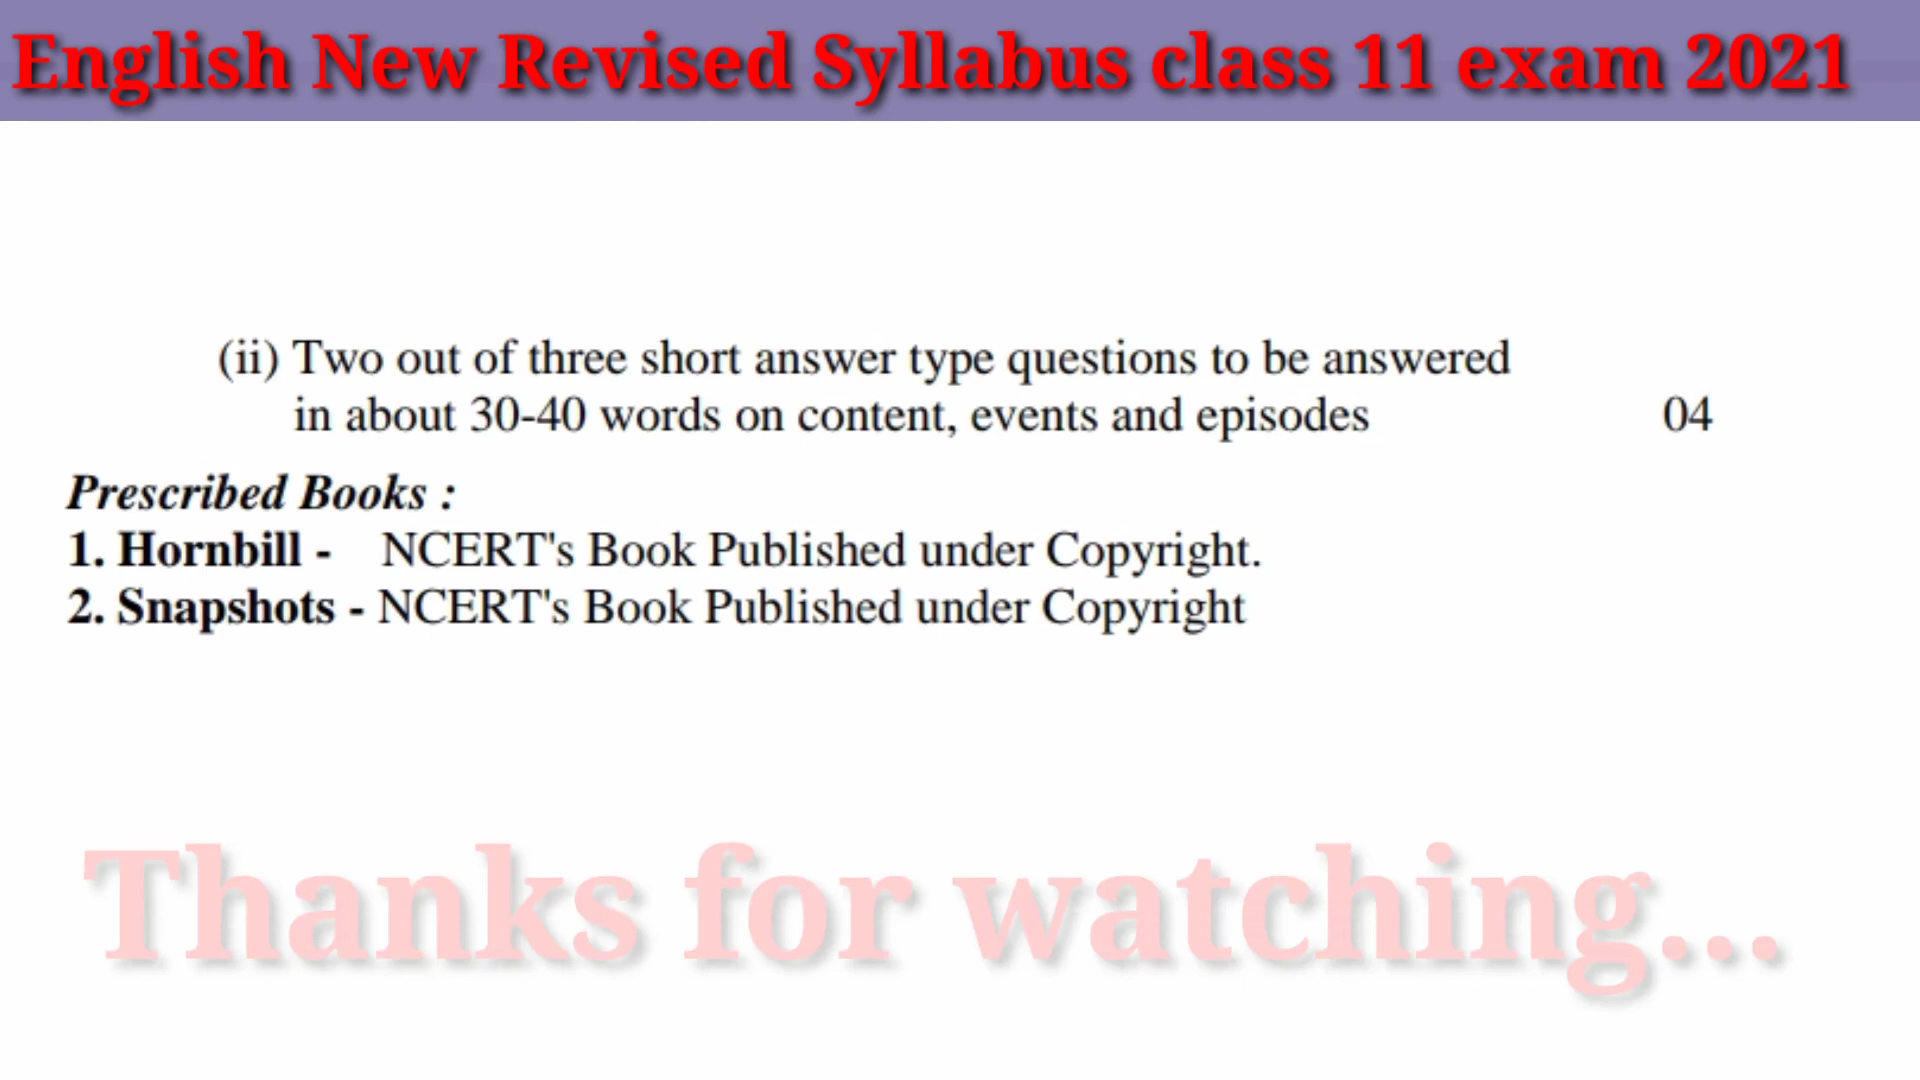 English New Revised Syllabus class 11 exam 2021
(ii) Two out of three short answer type questions to be answered
in about 30-40 words on content, events and episodes 04
Prescribed Books :
1. Hornbill - NCERT's Book Published under Copyright.
2. Snapshots - NCERT's Book Published under Copyright
Thanks for watching...